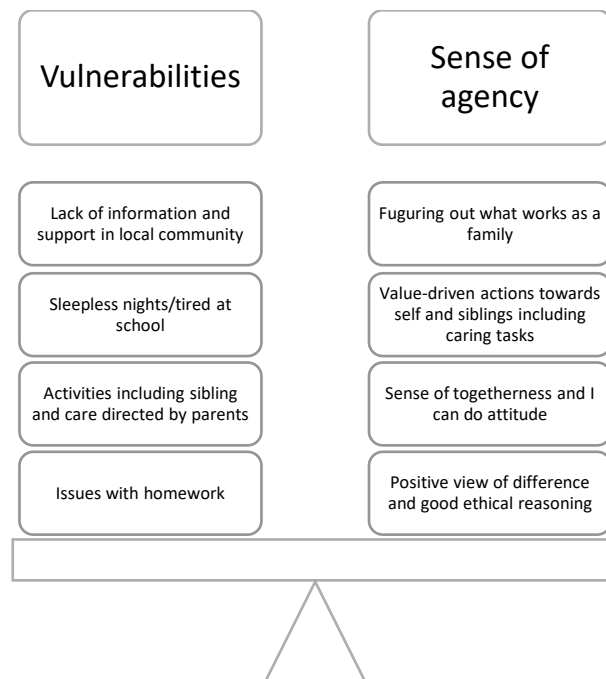 Vulnerabilities
Sense of
agency
Lack of information and
support in local community
Sleepless nights/tired at
school
Activities including sibling
and care directed by parents
Issues with homework
Fuguring out what works as a
family
Value-driven actions towards
self and siblings including
caring tasks
Sense of togetherness and I
can do attitude
Positive view of difference
and good ethical reasoning